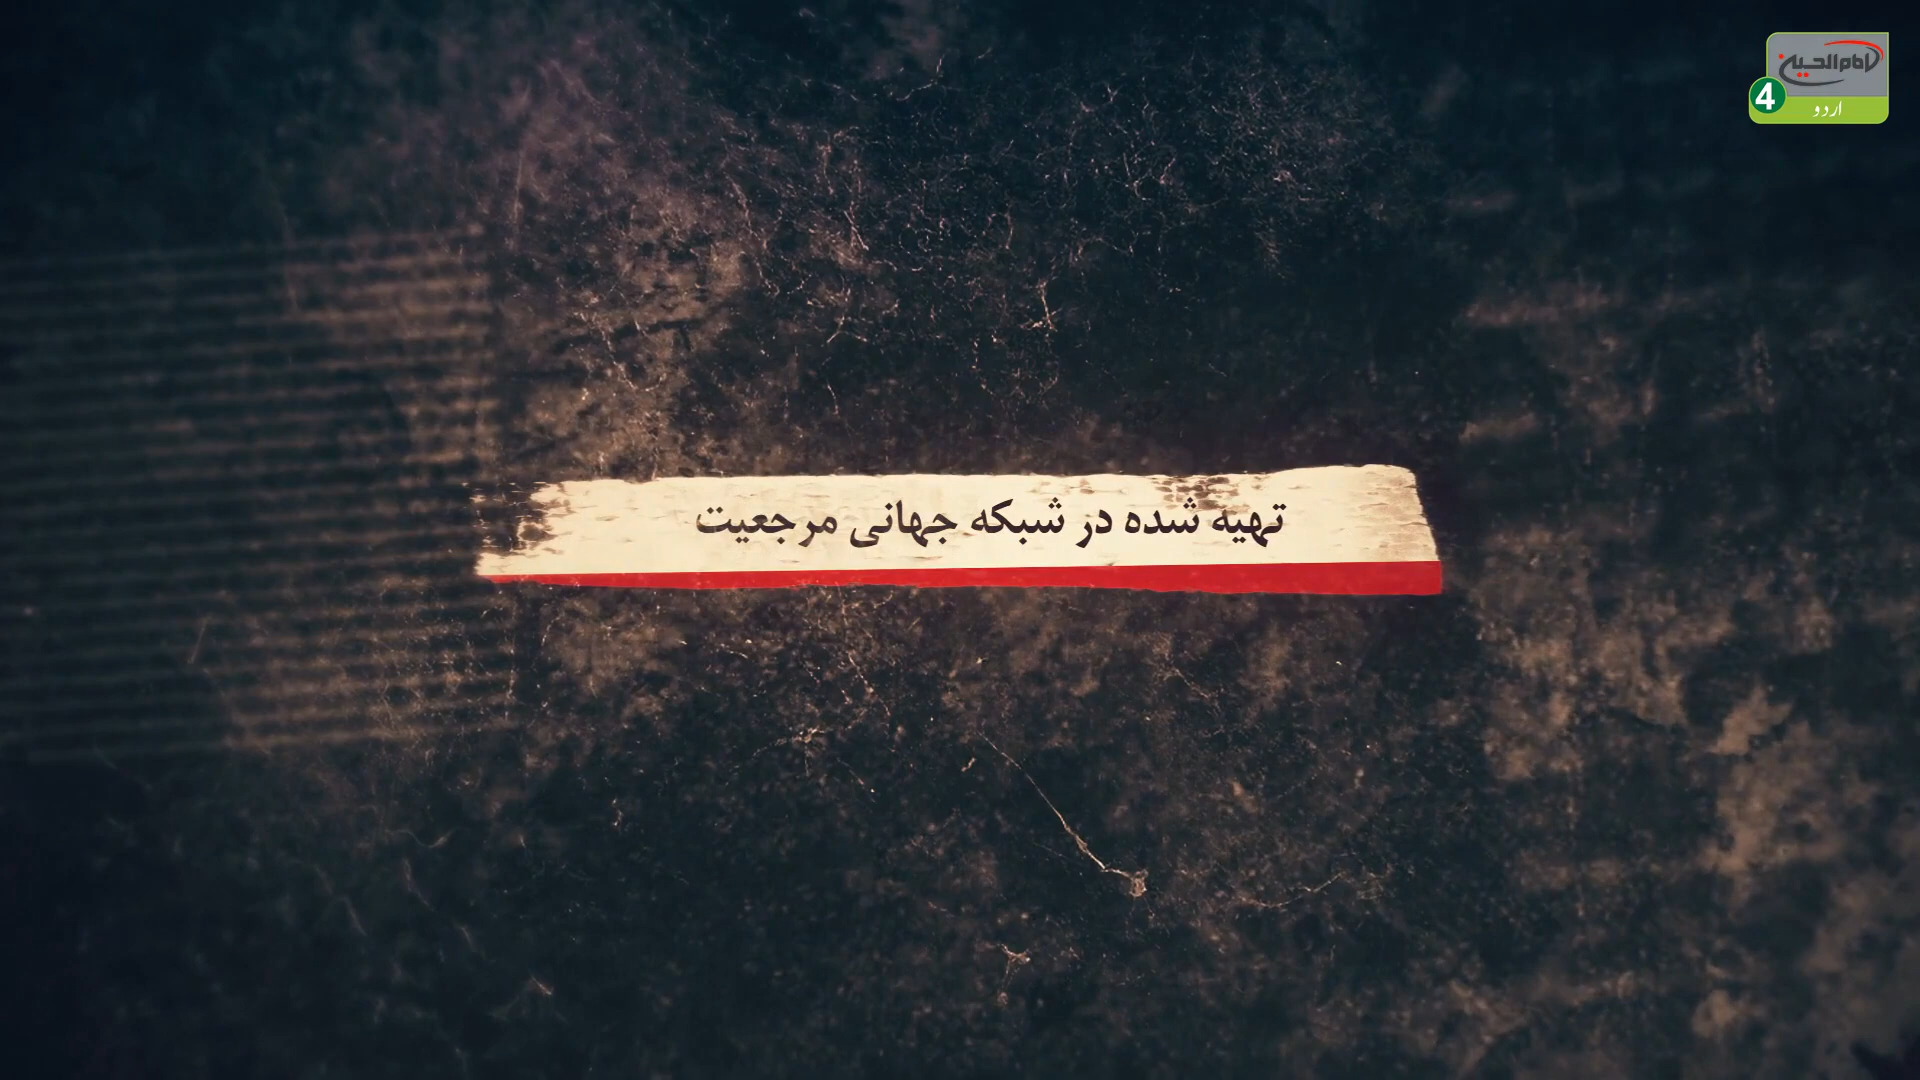 امام الحسین
4
اردو
تهیه شده در شبکه جهانی مرجعیت